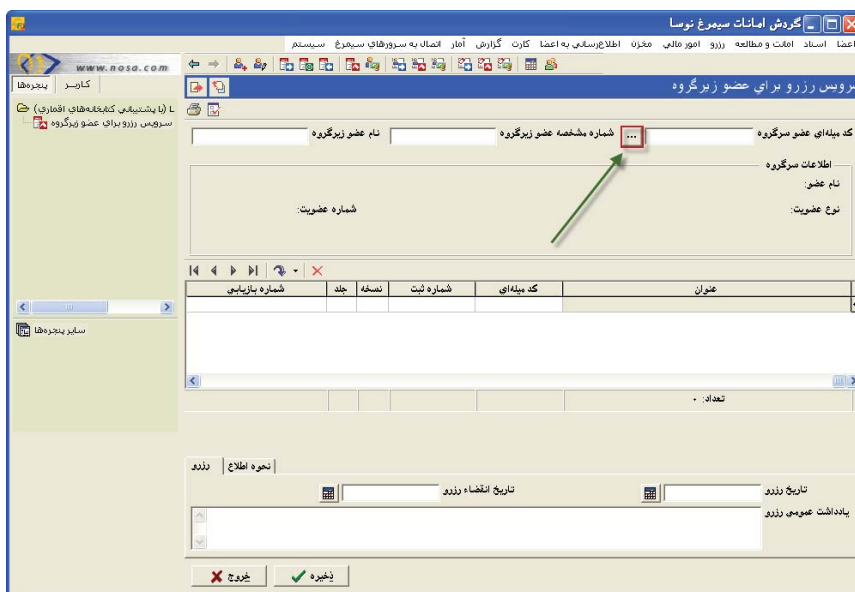 گردش امانات سیمرغ نوسا
اعضا اسناد امانت و مطالعه رزرو امور مالی مخزن اطلاع‌رسانی به اعضا کارت گزارش آمار اتصال به سرورهای سیمرغ سیستم
www.nosa.com
کاربر پنجره‌ها
سرویس رزرو برای عضو زیرگروه
L (با پشتیبانی کتابخانه‌های اقماری)
سرویس رزرو برای عضو زیرگروه
کد میله‌ای عضو سرگروه ... شماره مشخصه عضو زیرگروه نام عضو زیرگروه
اطلاعات سرگروه
نام عضو:
نوع عضویت: شماره عضویت:
عنوان کد میله‌ای شماره ثبت نسخه جلد شماره بازیابی
سایر پنجره‌ها
تعداد: ۰
نحوه اطلاع رزرو
تاریخ رزرو تاریخ انقضاء رزرو
یادداشت عمومی رزرو
ذخیره خروج